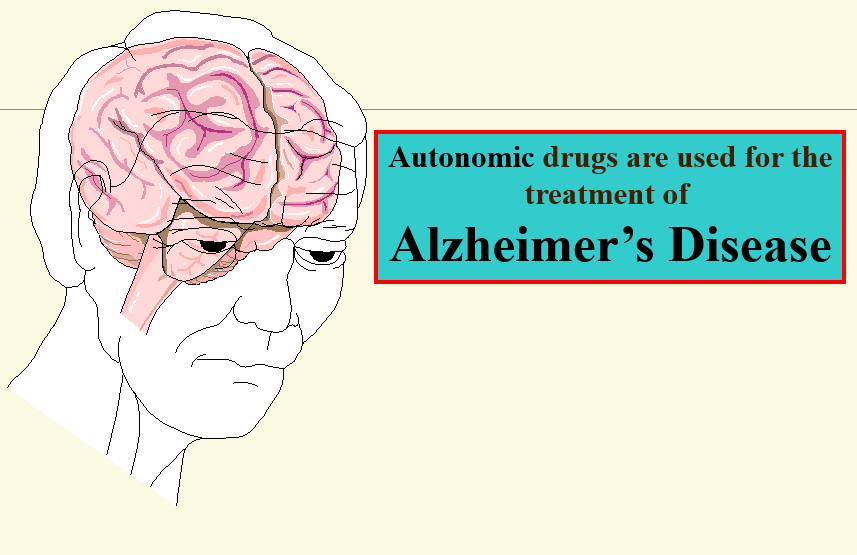 Autonomic drugs are used for the
treatment of
Alzheimer’s Disease